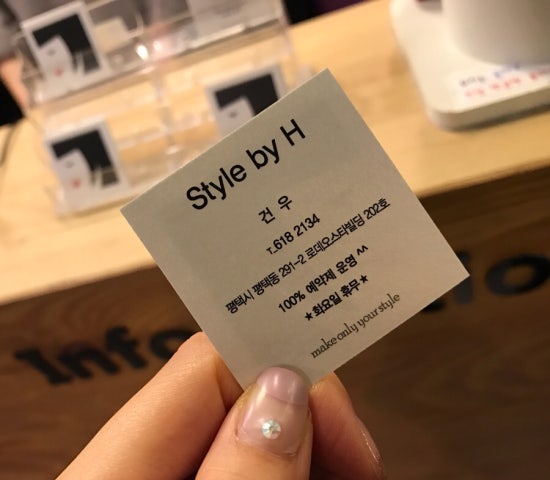 Style by H
건 우
T.618 2134
평택시 평택동 291-2 로데오스타빌딩 202호
100% 예약제 운영 ^^
★화요일 휴무★
make only your style
Info